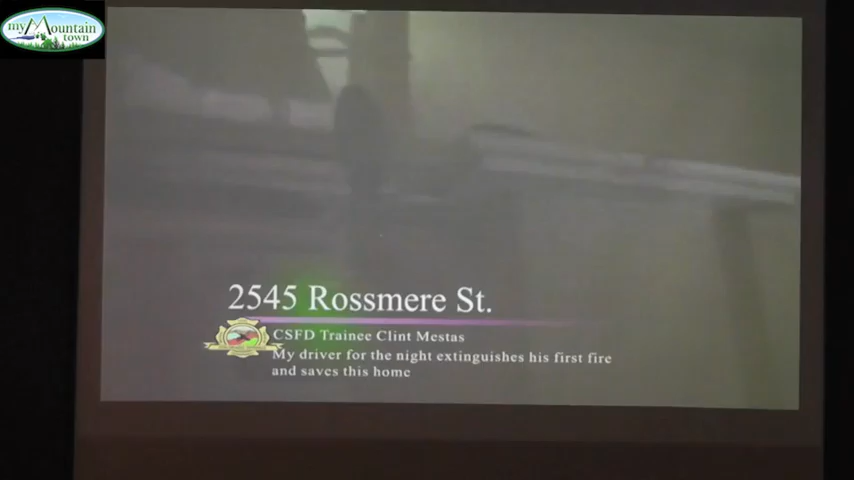 my Mountain
town
2545 Rossmere St.
CSFD Trainee Clint Mestas
My driver for the night extinguishes his first fire
and saves this home